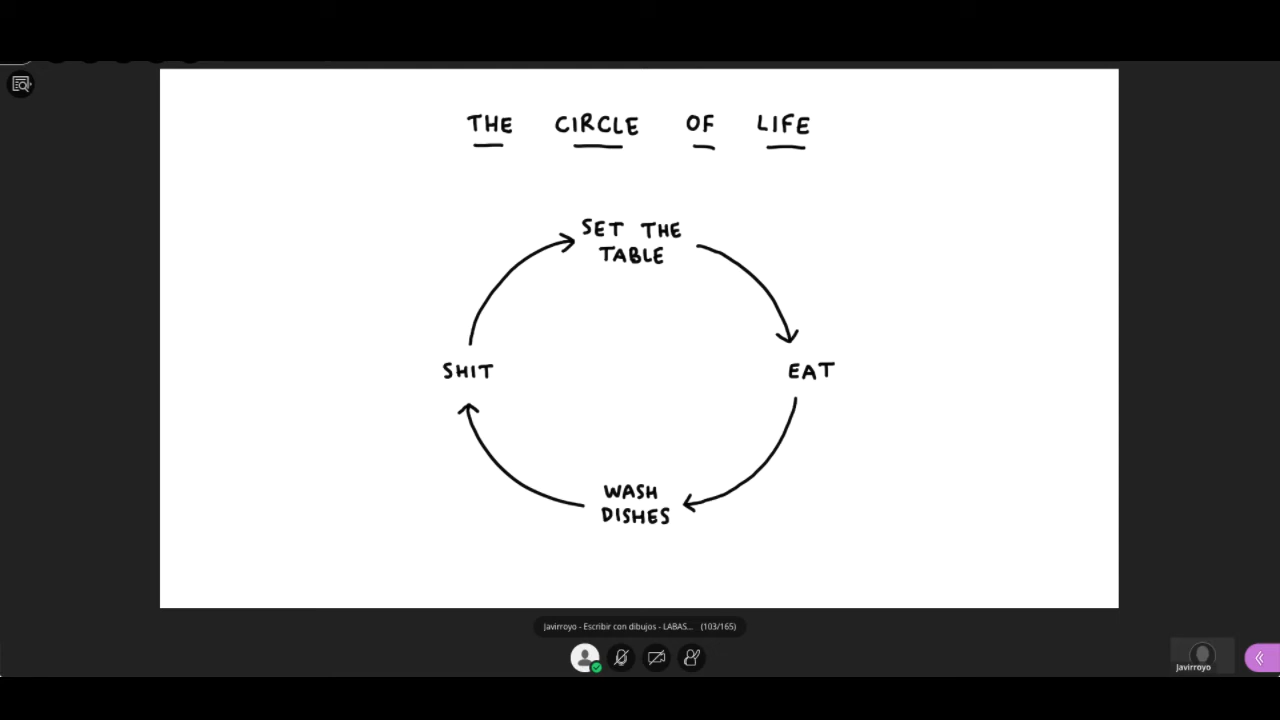 THE CIRCLE OF LIFE
SET THE
TABLE
SHIT
EAT
WASH
DISHES
Javirroyo - Escribir con dibujos - LABAS... (103/165)
Javirroyo